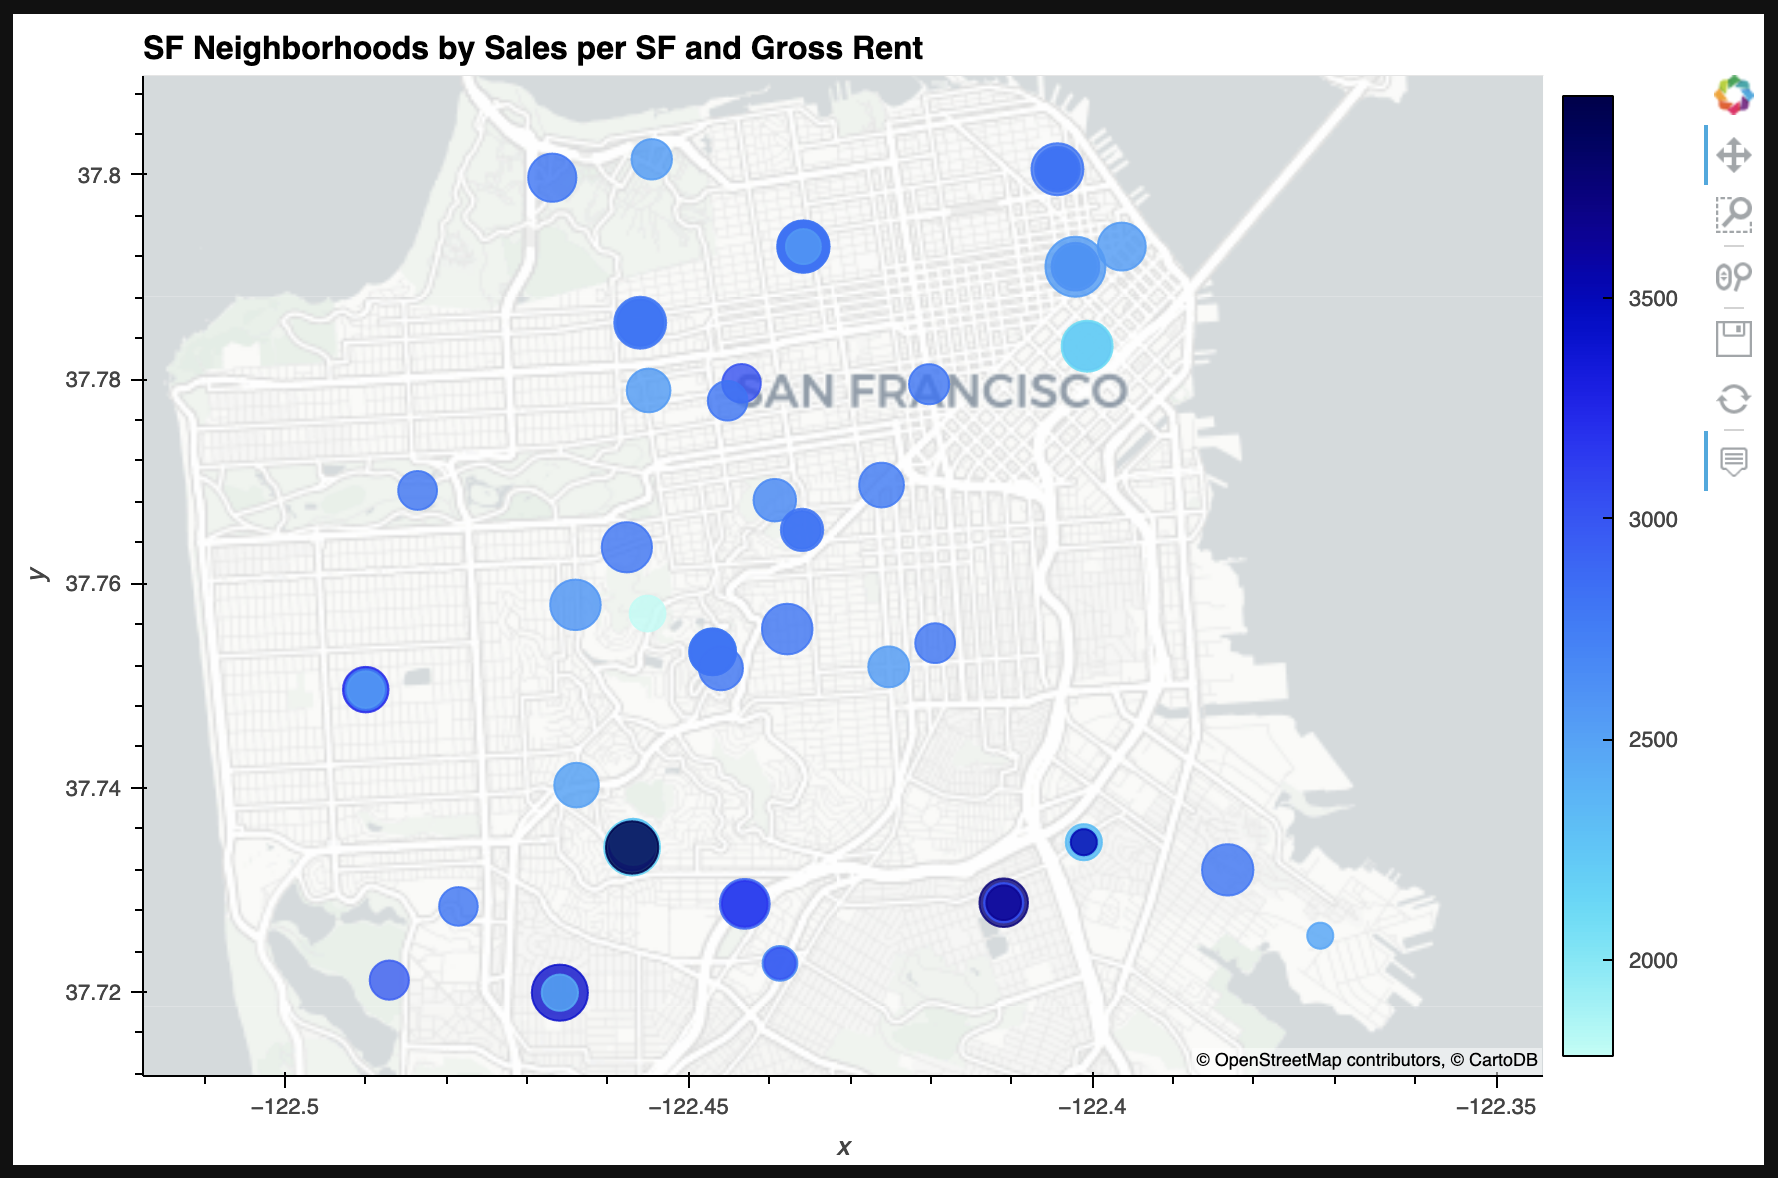 SF Neighborhoods by Sales per SF and Gross Rent
37.8
37.78
37.76
37.74
37.72
y
SAN FRANCISCO
3500
3000
2500
2000
© OpenStreetMap contributors, © CartoDB
−122.5
−122.45
−122.4
−122.35
x